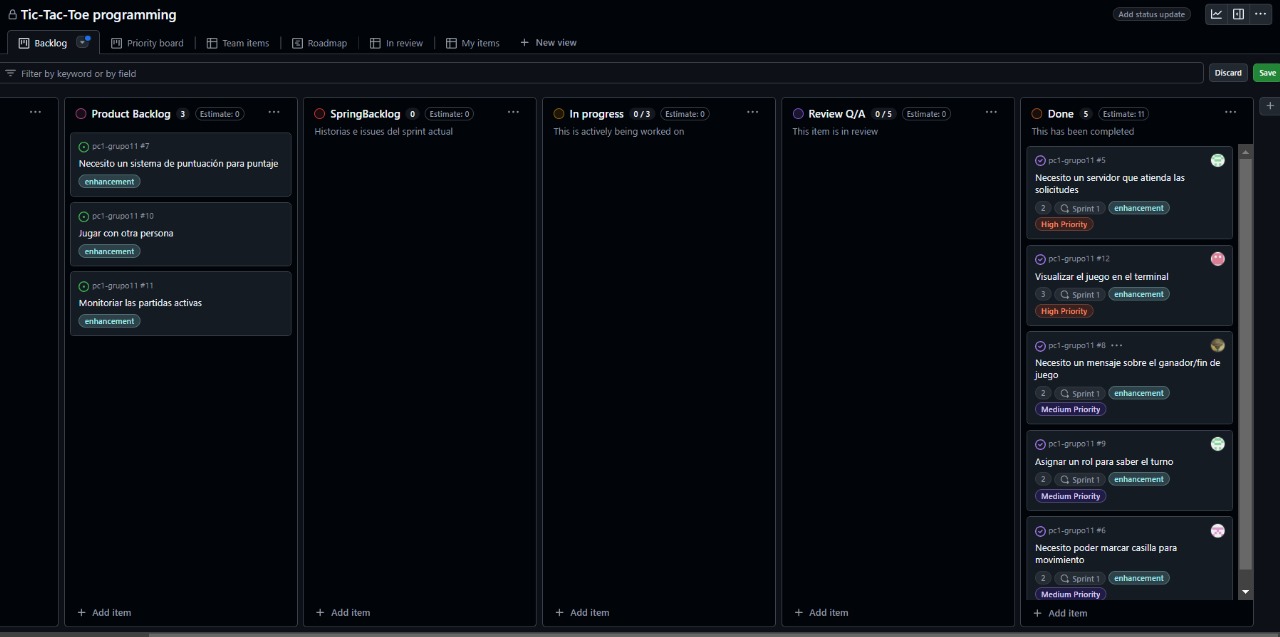 Tic-Tac-Toe programming
Add status update
Backlog
Priority board
Team items
Roadmap
In review
My items
New view
Filter by keyword or by field
Discard
Save
Product Backlog 3 Estimate: 0
pc1-grupo11 #7
Necesito un sistema de puntuación para puntaje
enhancement
pc1-grupo11 #10
Jugar con otra persona
enhancement
pc1-grupo11 #11
Monitoriar las partidas activas
enhancement
Add item
SpringBacklog 0 Estimate: 0
Historias e issues del sprint actual
Add item
In progress 0 / 3 Estimate: 0
This is actively being worked on
Add item
Review Q/A 0 / 5 Estimate: 0
This item is in review
Add item
Done 5 Estimate: 11
This has been completed
pc1-grupo11 #5
Necesito un servidor que atienda las
solicitudes
2 Sprint 1 enhancement
High Priority
pc1-grupo11 #12
Visualizar el juego en el terminal
3 Sprint 1 enhancement
High Priority
pc1-grupo11 #8
Necesito un mensaje sobre el ganador/fin de
juego
2 Sprint 1 enhancement
Medium Priority
pc1-grupo11 #9
Asignar un rol para saber el turno
2 Sprint 1 enhancement
Medium Priority
pc1-grupo11 #6
Necesito poder marcar casilla para
movimiento
2 Sprint 1 enhancement
Medium Priority
Add item